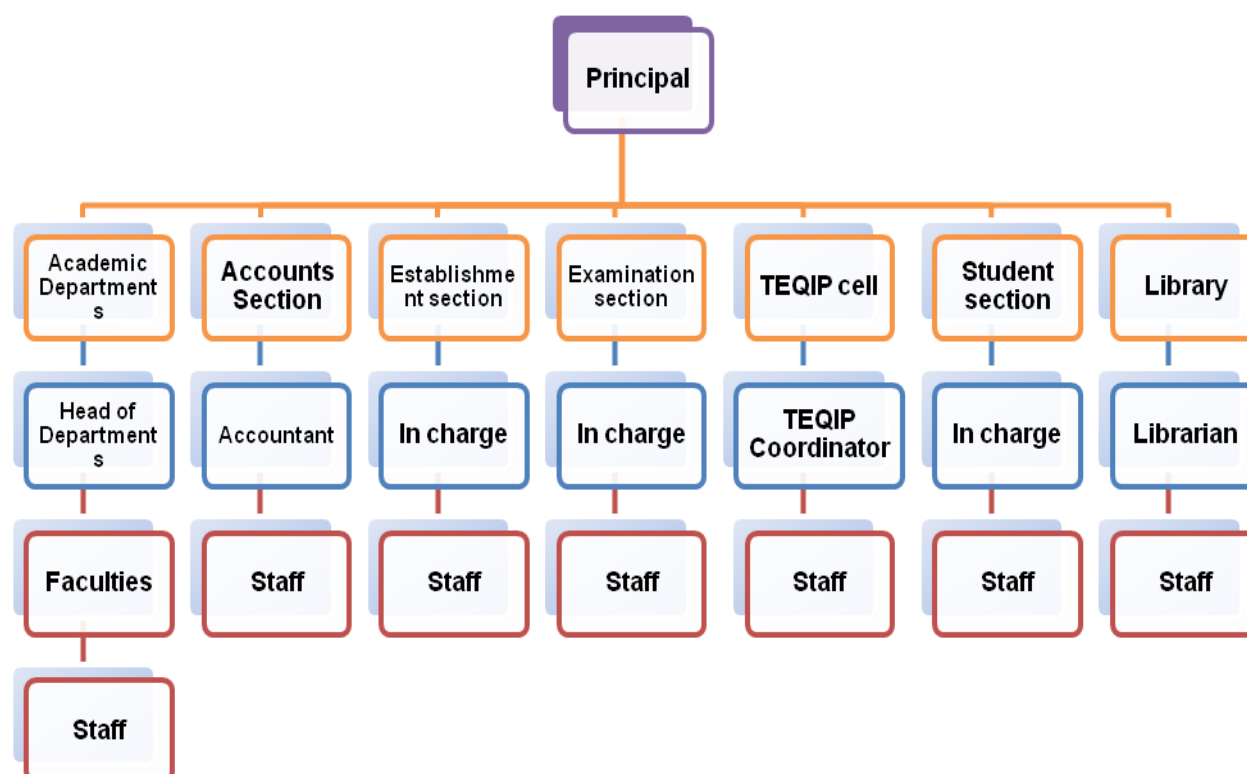 Principal
Academic
Department
s
Accounts
Section
Establishme
nt section
Examination
section
TEQIP cell
Student
section
Library
Head of
Department
s
Accountant
In charge
In charge
TEQIP
Coordinator
In charge
Librarian
Faculties
Staff
Staff
Staff
Staff
Staff
Staff
Staff